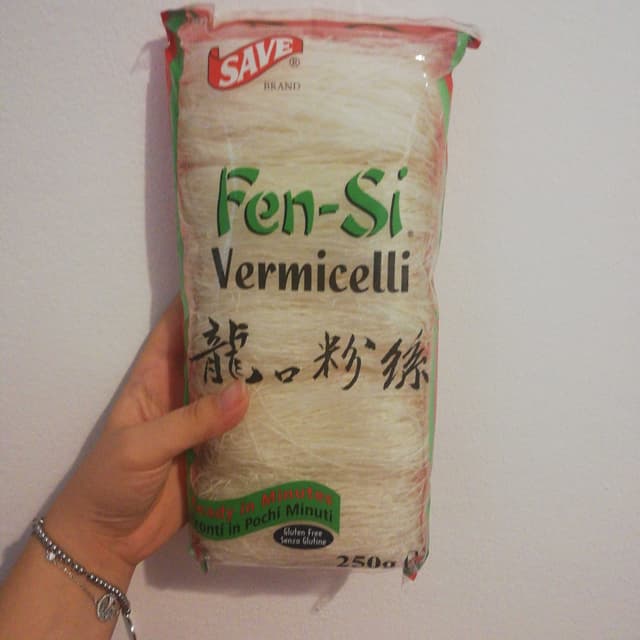 SAVE®
BRAND
Fen-Si
Vermicelli
龍口粉絲
Ready in Minutes
Pronti in Pochi Minuti
Gluten Free
Senza Glutine
250g